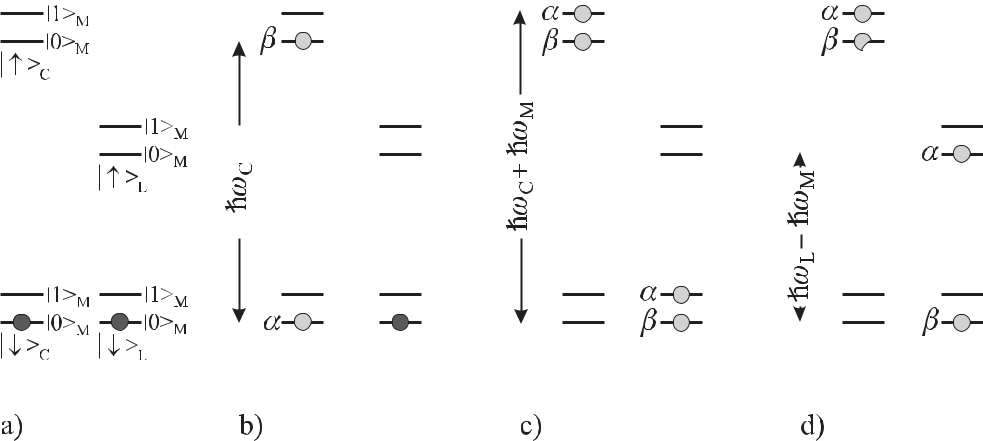 |1>M
|0>M
|↑>C
|1>M
|0>M
|↑>L
|1>M |1>M
|0>M |0>M
|↓>C |↓>L
a)
β
ħωC
α
b)
α
β
ħωC + ħωM
α
β
c)
α
β
α
ħωL − ħωM
β
d)